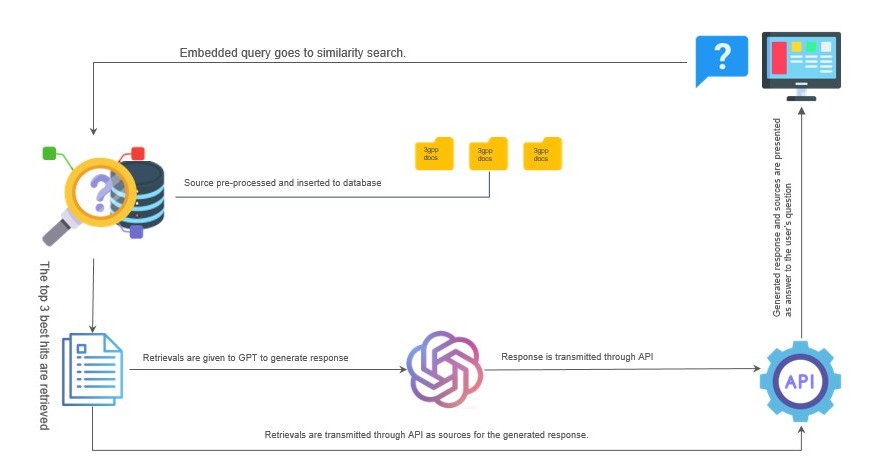 Embedded query goes to similarity search.
?
3gpp
docs
3gpp
docs
3gpp
docs
?
Source pre-processed and inserted to database
Generated response and sources are presented
as answer to the user's question
The top 3 best hits are retrieved
Retrievals are given to GPT to generate response
Response is transmitted through API
API
Retrievals are transmitted through API as sources for the generated response.